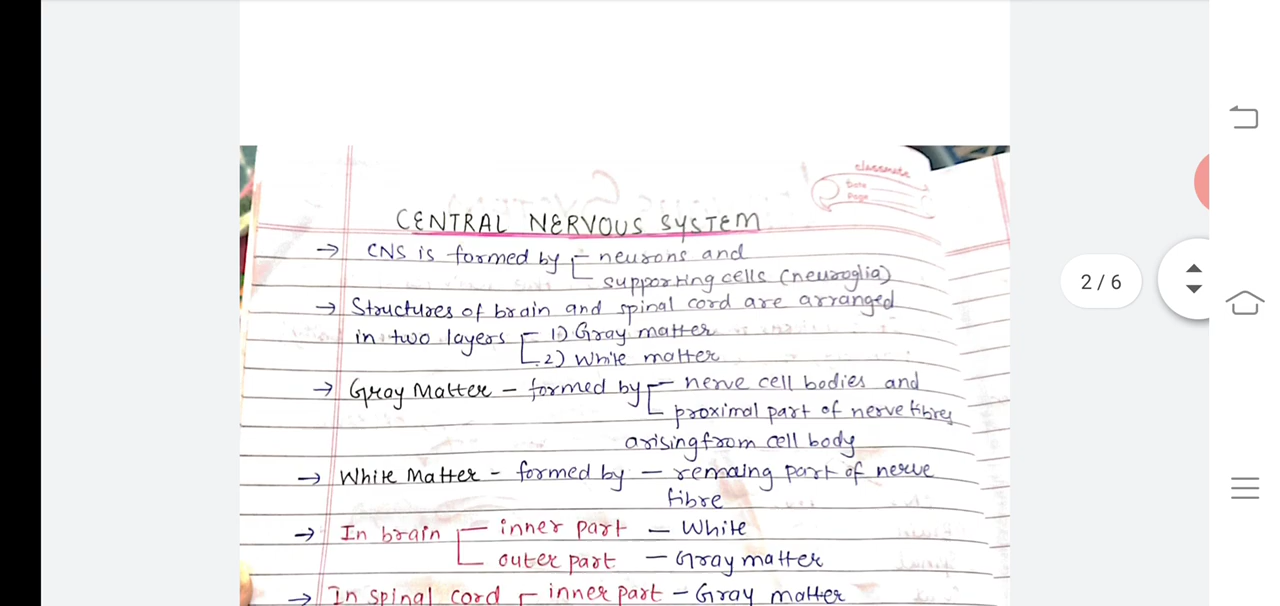 classmate
Date
Page
CENTRAL NERVOUS SYSTEM
→ CNS is formed by neurons and
supporting cells (neuroglia)
→ Structures of brain and spinal cord are arranged
in two layers 1) Gray matter
2) White matter
2 / 6
→ Gray Matter - formed by nerve cell bodies and
proximal part of nerve fibres
arising from cell body
→ White Matter - formed by - remaing part of nerve
fibre
→ In brain inner part - White
outer part - Gray matter
→ In spinal cord inner part - Gray matter